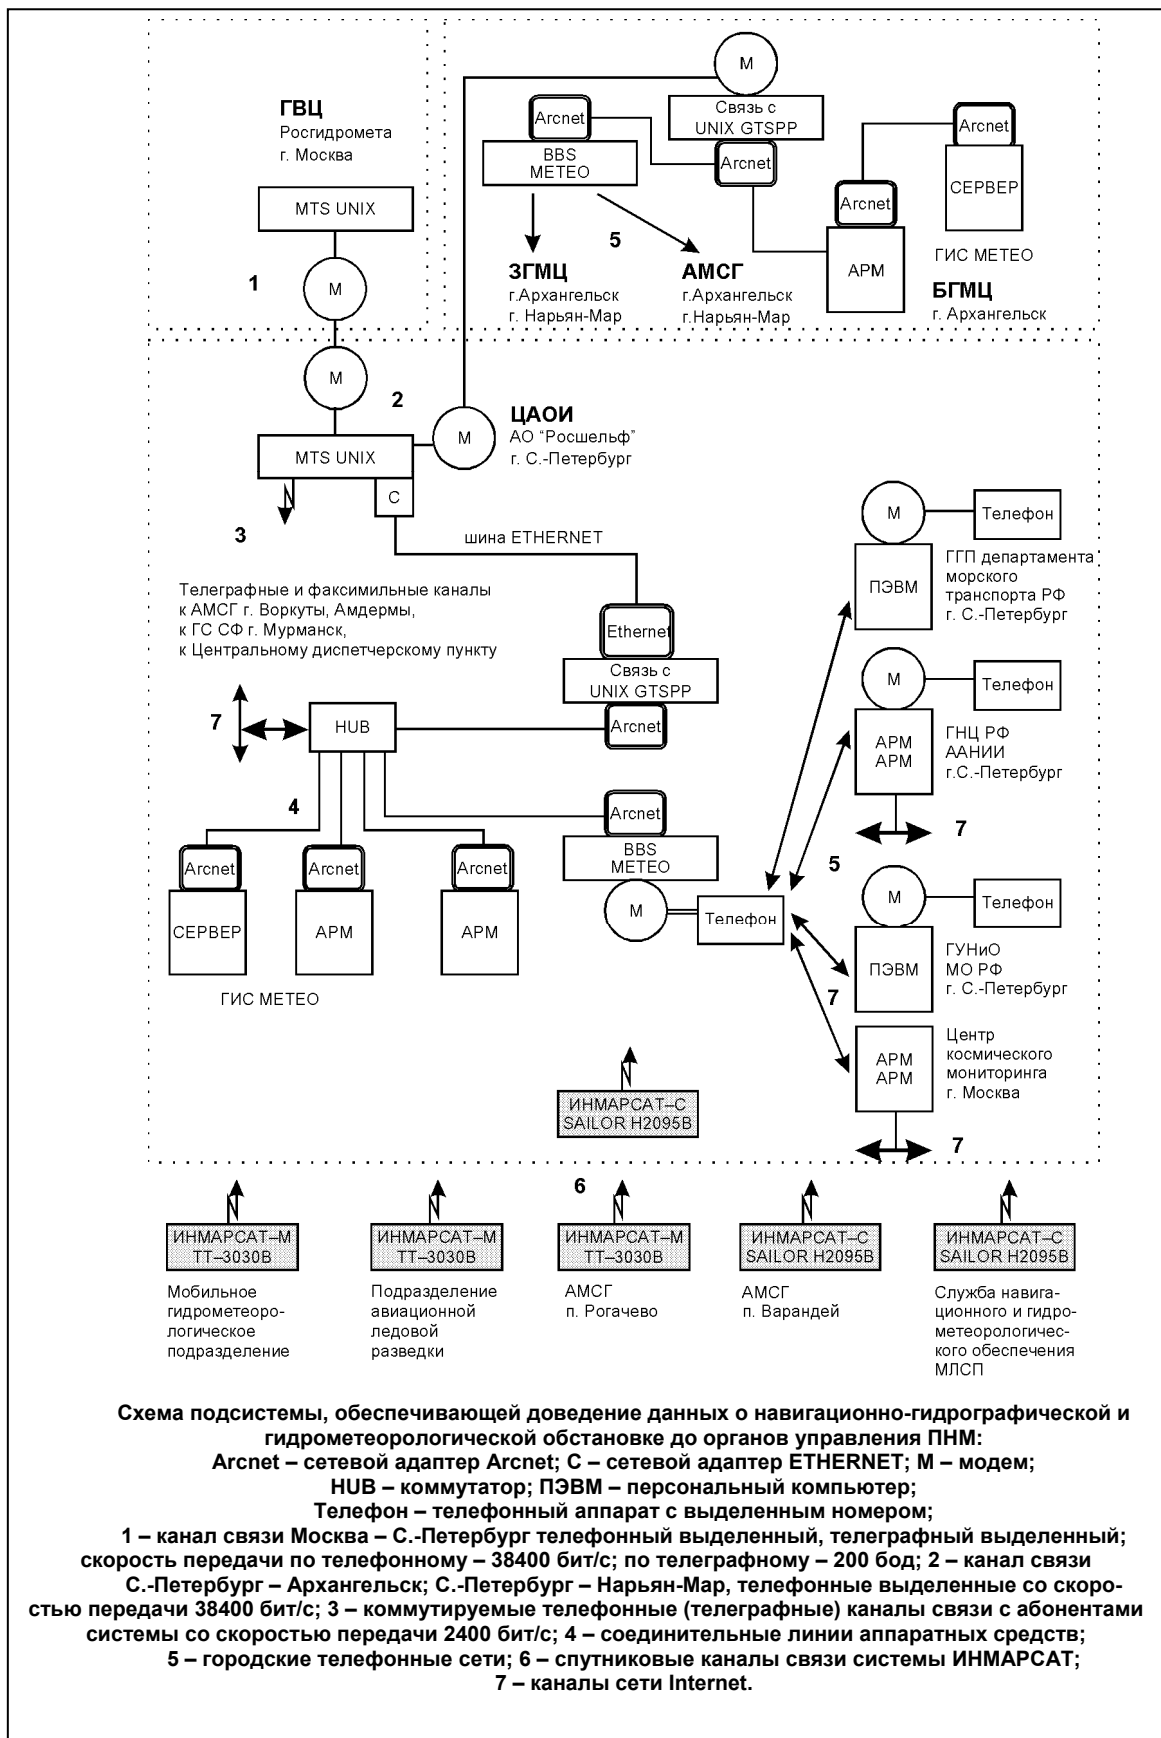 ГВЦ
Росгидромета
г. Москва
MTS UNIX
1
М
М
Связь с
UNIX GTSPP
Arcnet
Arcnet
BBS
МЕТЕО
5
ЗГМЦ
г.Архангельск
г. Нарьян-Мар
АМСГ
г.Архангельск
г.Нарьян-Мар
Arcnet
АРМ
Arcnet
СЕРВЕР
ГИС МЕТЕО
БГМЦ
г. Архангельск
М
2
MTS UNIX
С
3
М
ЦАОИ
АО "Росшельф"
г. С.-Петербург
шина ETHERNET
Телеграфные и факсимильные каналы
к АМСГ г. Воркуты, Амдермы,
к ГС СФ г. Мурманск,
к Центральному диспетчерскому пункту
Ethernet
Связь с
UNIX GTSPP
Arcnet
7
HUB
4
Arcnet
СЕРВЕР
Arcnet
АРМ
Arcnet
АРМ
ГИС МЕТЕО
Arcnet
BBS
МЕТЕО
М
Телефон
М
Телефон
ПЭВМ
ГГП департамента
морского
транспорта РФ
г. С.-Петербург
М
Телефон
АРМ
АРМ
ГНЦ РФ
ААНИИ
г.С.-Петербург
7
5
М
Телефон
ПЭВМ
ГУНиО
МО РФ
г. С.-Петербург
7
АРМ
АРМ
Центр
космического
мониторинга
г. Москва
7
ИНМАРСАТ–С
SAILOR H2095B
6
ИНМАРСАТ–М
ТТ–3030В
Мобильное
гидрометеоро-
логическое
подразделение
ИНМАРСАТ–М
ТТ–3030В
Подразделение
авиационной
ледовой
разведки
ИНМАРСАТ–М
ТТ–3030В
АМСГ
п. Рогачево
ИНМАРСАТ–С
SAILOR H2095B
АМСГ
п. Варандей
ИНМАРСАТ–С
SAILOR H2095B
Служба навига-
ционного и гидро-
метеорологичес-
кого обеспечения
МЛСП
Схема подсистемы, обеспечивающей доведение данных о навигационно-гидрографической и
гидрометеорологической обстановке до органов управления ПНМ:
Arcnet – сетевой адаптер Arcnet; С – сетевой адаптер ETHERNET; М – модем;
HUB – коммутатор; ПЭВМ – персональный компьютер;
Телефон – телефонный аппарат с выделенным номером;
1 – канал связи Москва – С.-Петербург телефонный выделенный, телеграфный выделенный;
скорость передачи по телефонному – 38400 бит/с; по телеграфному – 200 бод; 2 – канал связи
С.-Петербург – Архангельск; С.-Петербург – Нарьян-Мар, телефонные выделенные со скоро-
стью передачи 38400 бит/с; 3 – коммутируемые телефонные (телеграфные) каналы связи с абонентами
системы со скоростью передачи 2400 бит/с; 4 – соединительные линии аппаратных средств;
5 – городские телефонные сети; 6 – спутниковые каналы связи системы ИНМАРСАТ;
7 – каналы сети Internet.